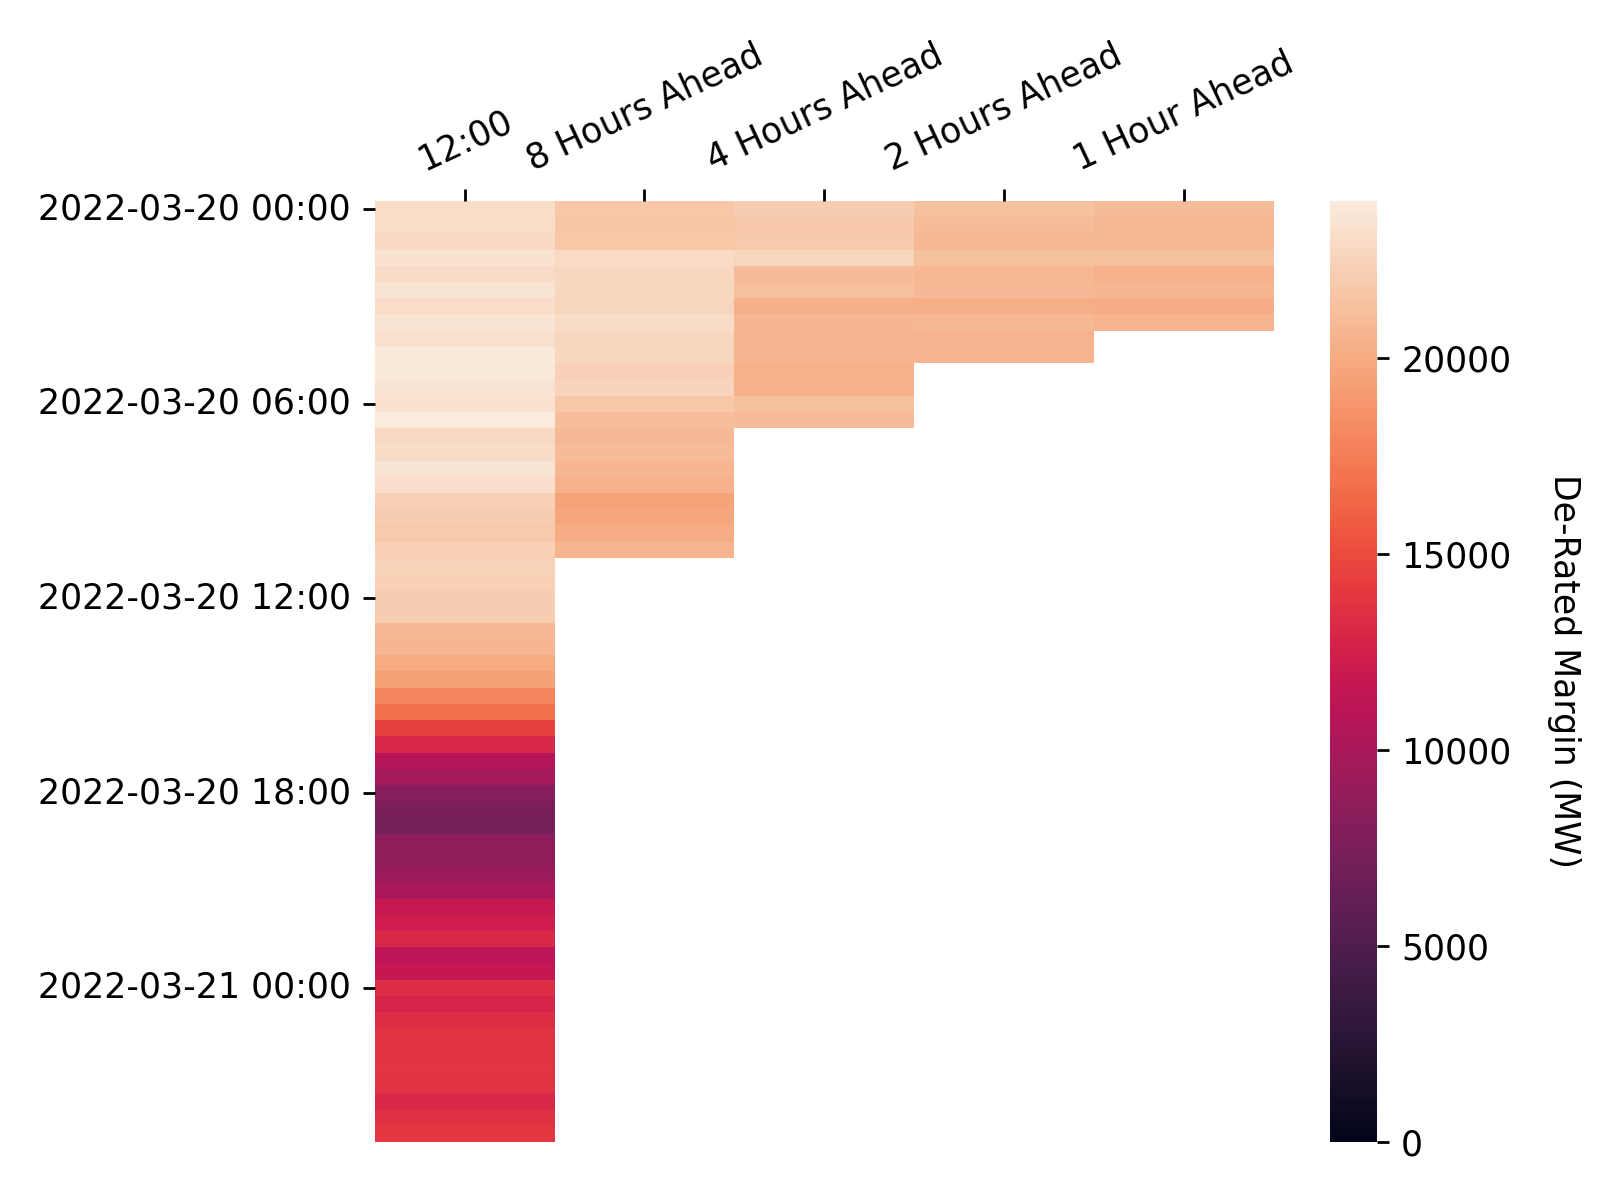 12:00
8 Hours Ahead
4 Hours Ahead
2 Hours Ahead
1 Hour Ahead
2022-03-20 00:00
2022-03-20 06:00
2022-03-20 12:00
2022-03-20 18:00
2022-03-21 00:00
20000
15000
10000
5000
0
De-Rated Margin (MW)